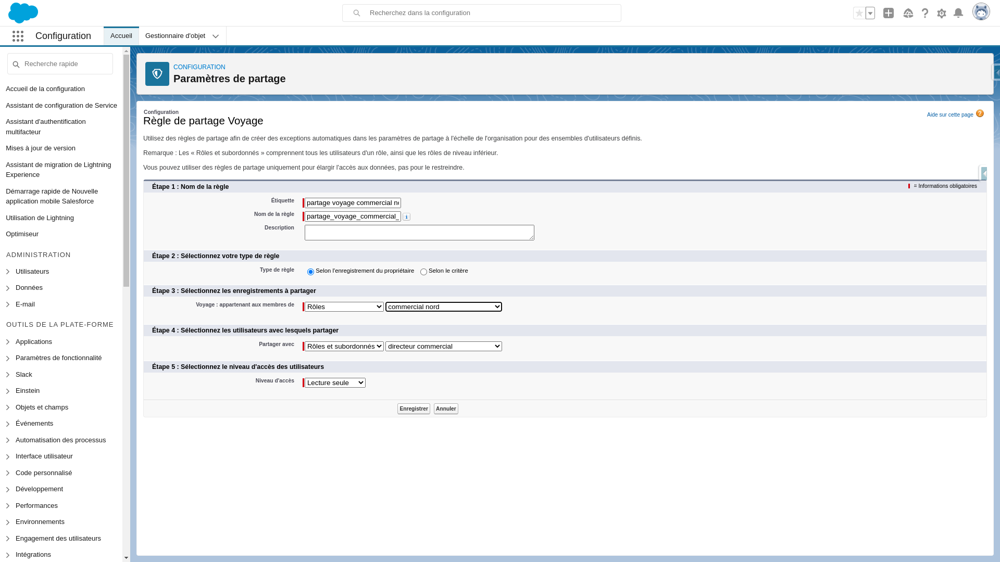 Recherchez dans la configuration
Configuration
Accueil
Gestionnaire d'objet
Recherche rapide
Accueil de la configuration
Assistant de configuration de Service
Assistant d'authentification
multifacteur
Mises à jour de version
Assistant de migration de Lightning
Experience
Démarrage rapide de Nouvelle
application mobile Salesforce
Utilisation de Lightning
Optimiseur
ADMINISTRATION
Utilisateurs
Données
E-mail
OUTILS DE LA PLATE-FORME
Applications
Paramètres de fonctionnalité
Slack
Einstein
Objets et champs
Événements
Automatisation des processus
Interface utilisateur
Code personnalisé
Développement
Performances
Environnements
Engagement des utilisateurs
Intégrations
CONFIGURATION
Paramètres de partage
Configuration
Règle de partage Voyage
Aide sur cette page
Utilisez des règles de partage afin de créer des exceptions automatiques dans les paramètres de partage à l'échelle de l'organisation pour des ensembles d'utilisateurs définis.
Remarque : Les « Rôles et subordonnés » comprennent tous les utilisateurs d'un rôle, ainsi que les rôles de niveau inférieur.
Vous pouvez utiliser des règles de partage uniquement pour élargir l'accès aux données, pas pour le restreindre.
Étape 1 : Nom de la règle
= Informations obligatoires
Étiquette partage voyage commercial no
Nom de la règle partage_voyage_commercial_
Description
Étape 2 : Sélectionnez votre type de règle
Type de règle Selon l'enregistrement du propriétaire Selon le critère
Étape 3 : Sélectionnez les enregistrements à partager
Voyage : appartenant aux membres de Rôles commercial nord
Étape 4 : Sélectionnez les utilisateurs avec lesquels partager
Partager avec Rôles et subordonnés directeur commercial
Étape 5 : Sélectionnez le niveau d'accès des utilisateurs
Niveau d'accès Lecture seule
Enregistrer Annuler